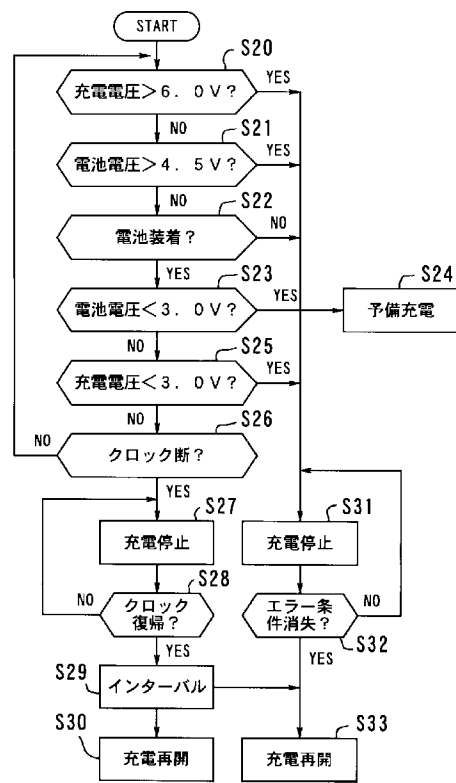 START
S20
充電電圧>6.0V?
YES
NO
S21
電池電圧>4.5V?
YES
NO
S22
電池装着?
NO
YES
S23
電池電圧<3.0V?
YES
S24
予備充電
NO
S25
充電電圧<3.0V?
YES
NO
S26
クロック断?
NO
YES
S27
充電停止
S31
充電停止
S28
クロック
復帰?
NO
YES
エラー条
件消失?
NO
S32
YES
S29
インターバル
S30
充電再開
S33
充電再開